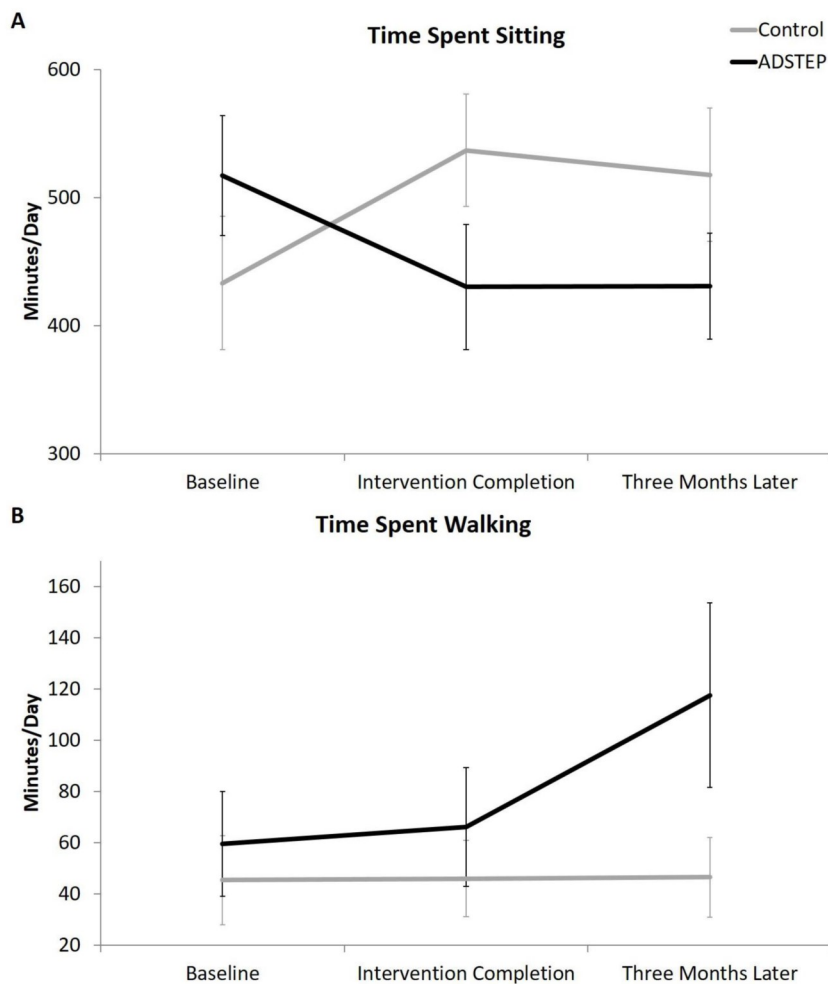 A
Time Spent Sitting
Control
ADSTEP
600
500
400
300
Minutes/Day
Baseline
Intervention Completion
Three Months Later
B
Time Spent Walking
160
140
120
100
80
60
40
20
Minutes/Day
Baseline
Intervention Completion
Three Months Later